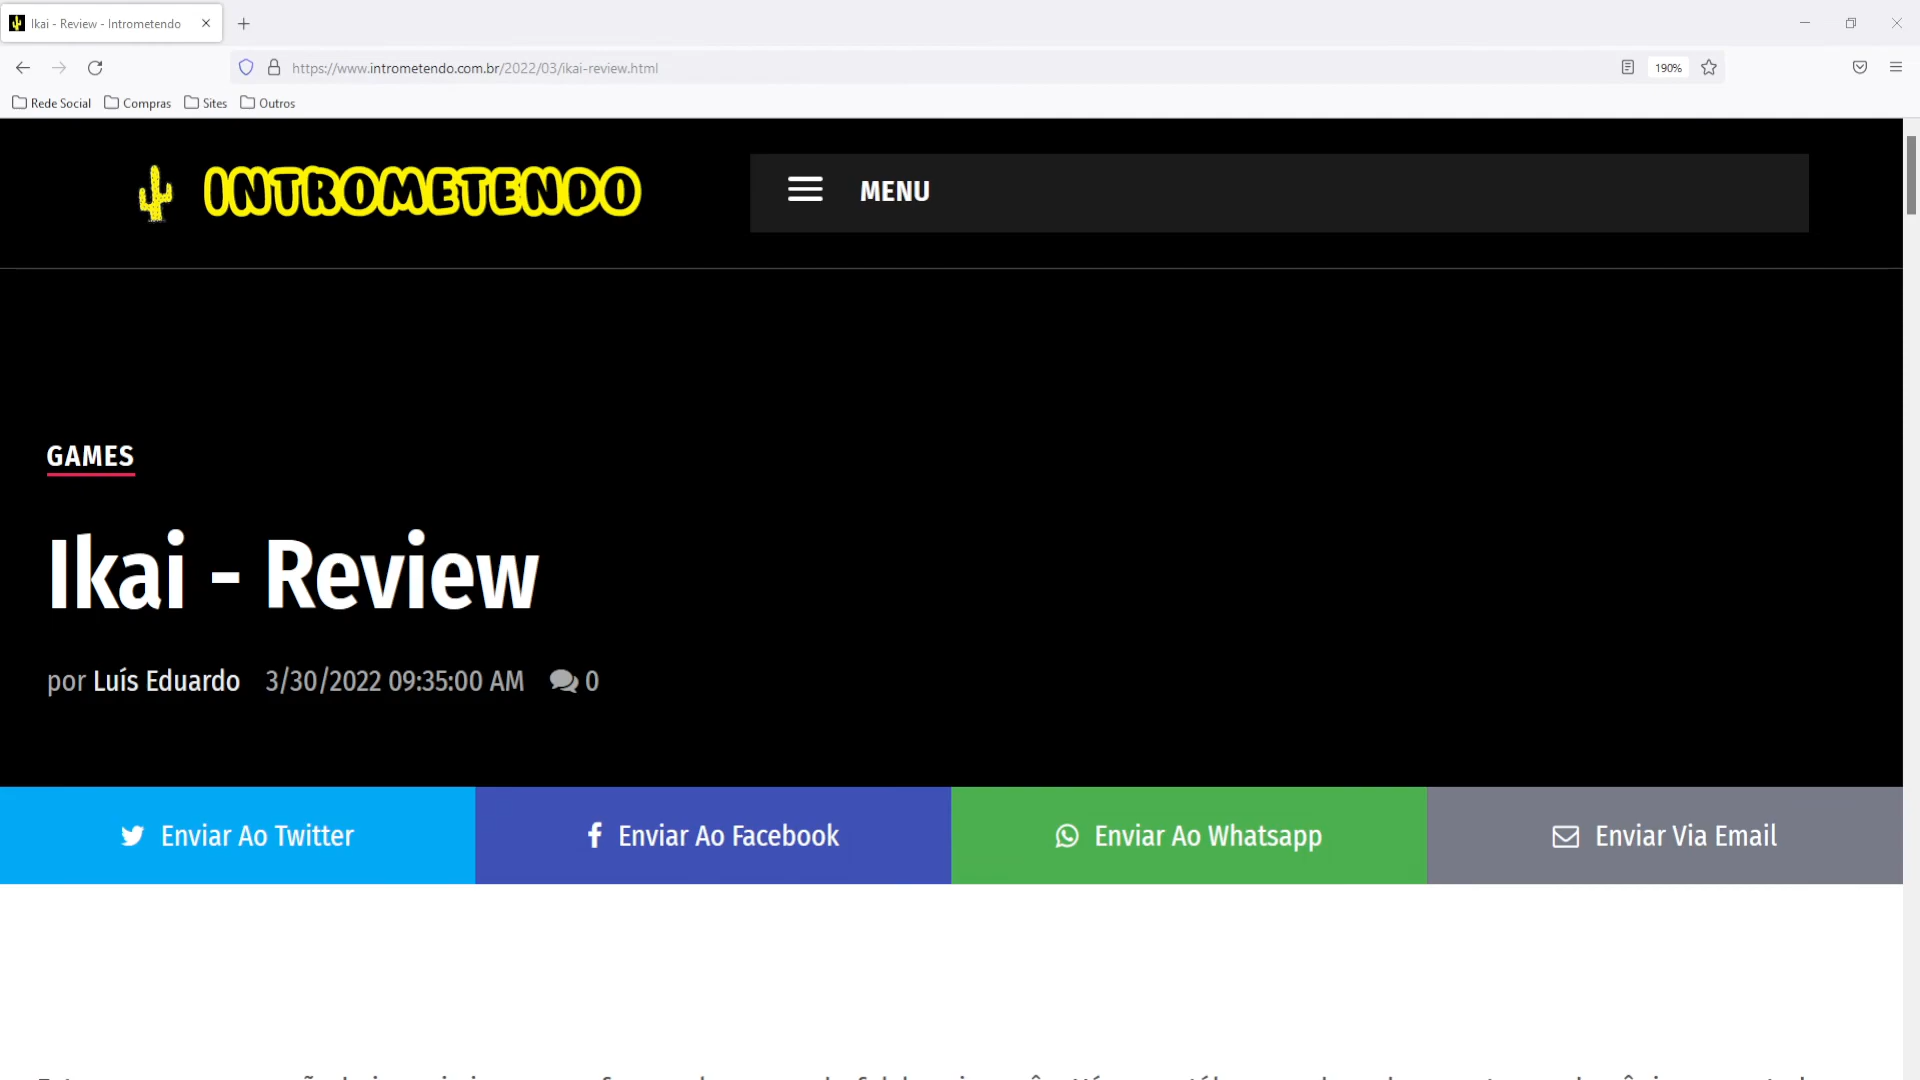 Ikai - Review - Intrometendo
https://www.intrometendo.com.br/2022/03/ikai-review.html
190%
Rede Social
Compras
Sites
Outros
INTROMETENDO
MENU
GAMES
Ikai - Review
por Luís Eduardo 3/30/2022 09:35:00 AM 0
Enviar Ao Twitter
Enviar Ao Facebook
Enviar Ao Whatsapp
Enviar Via Email